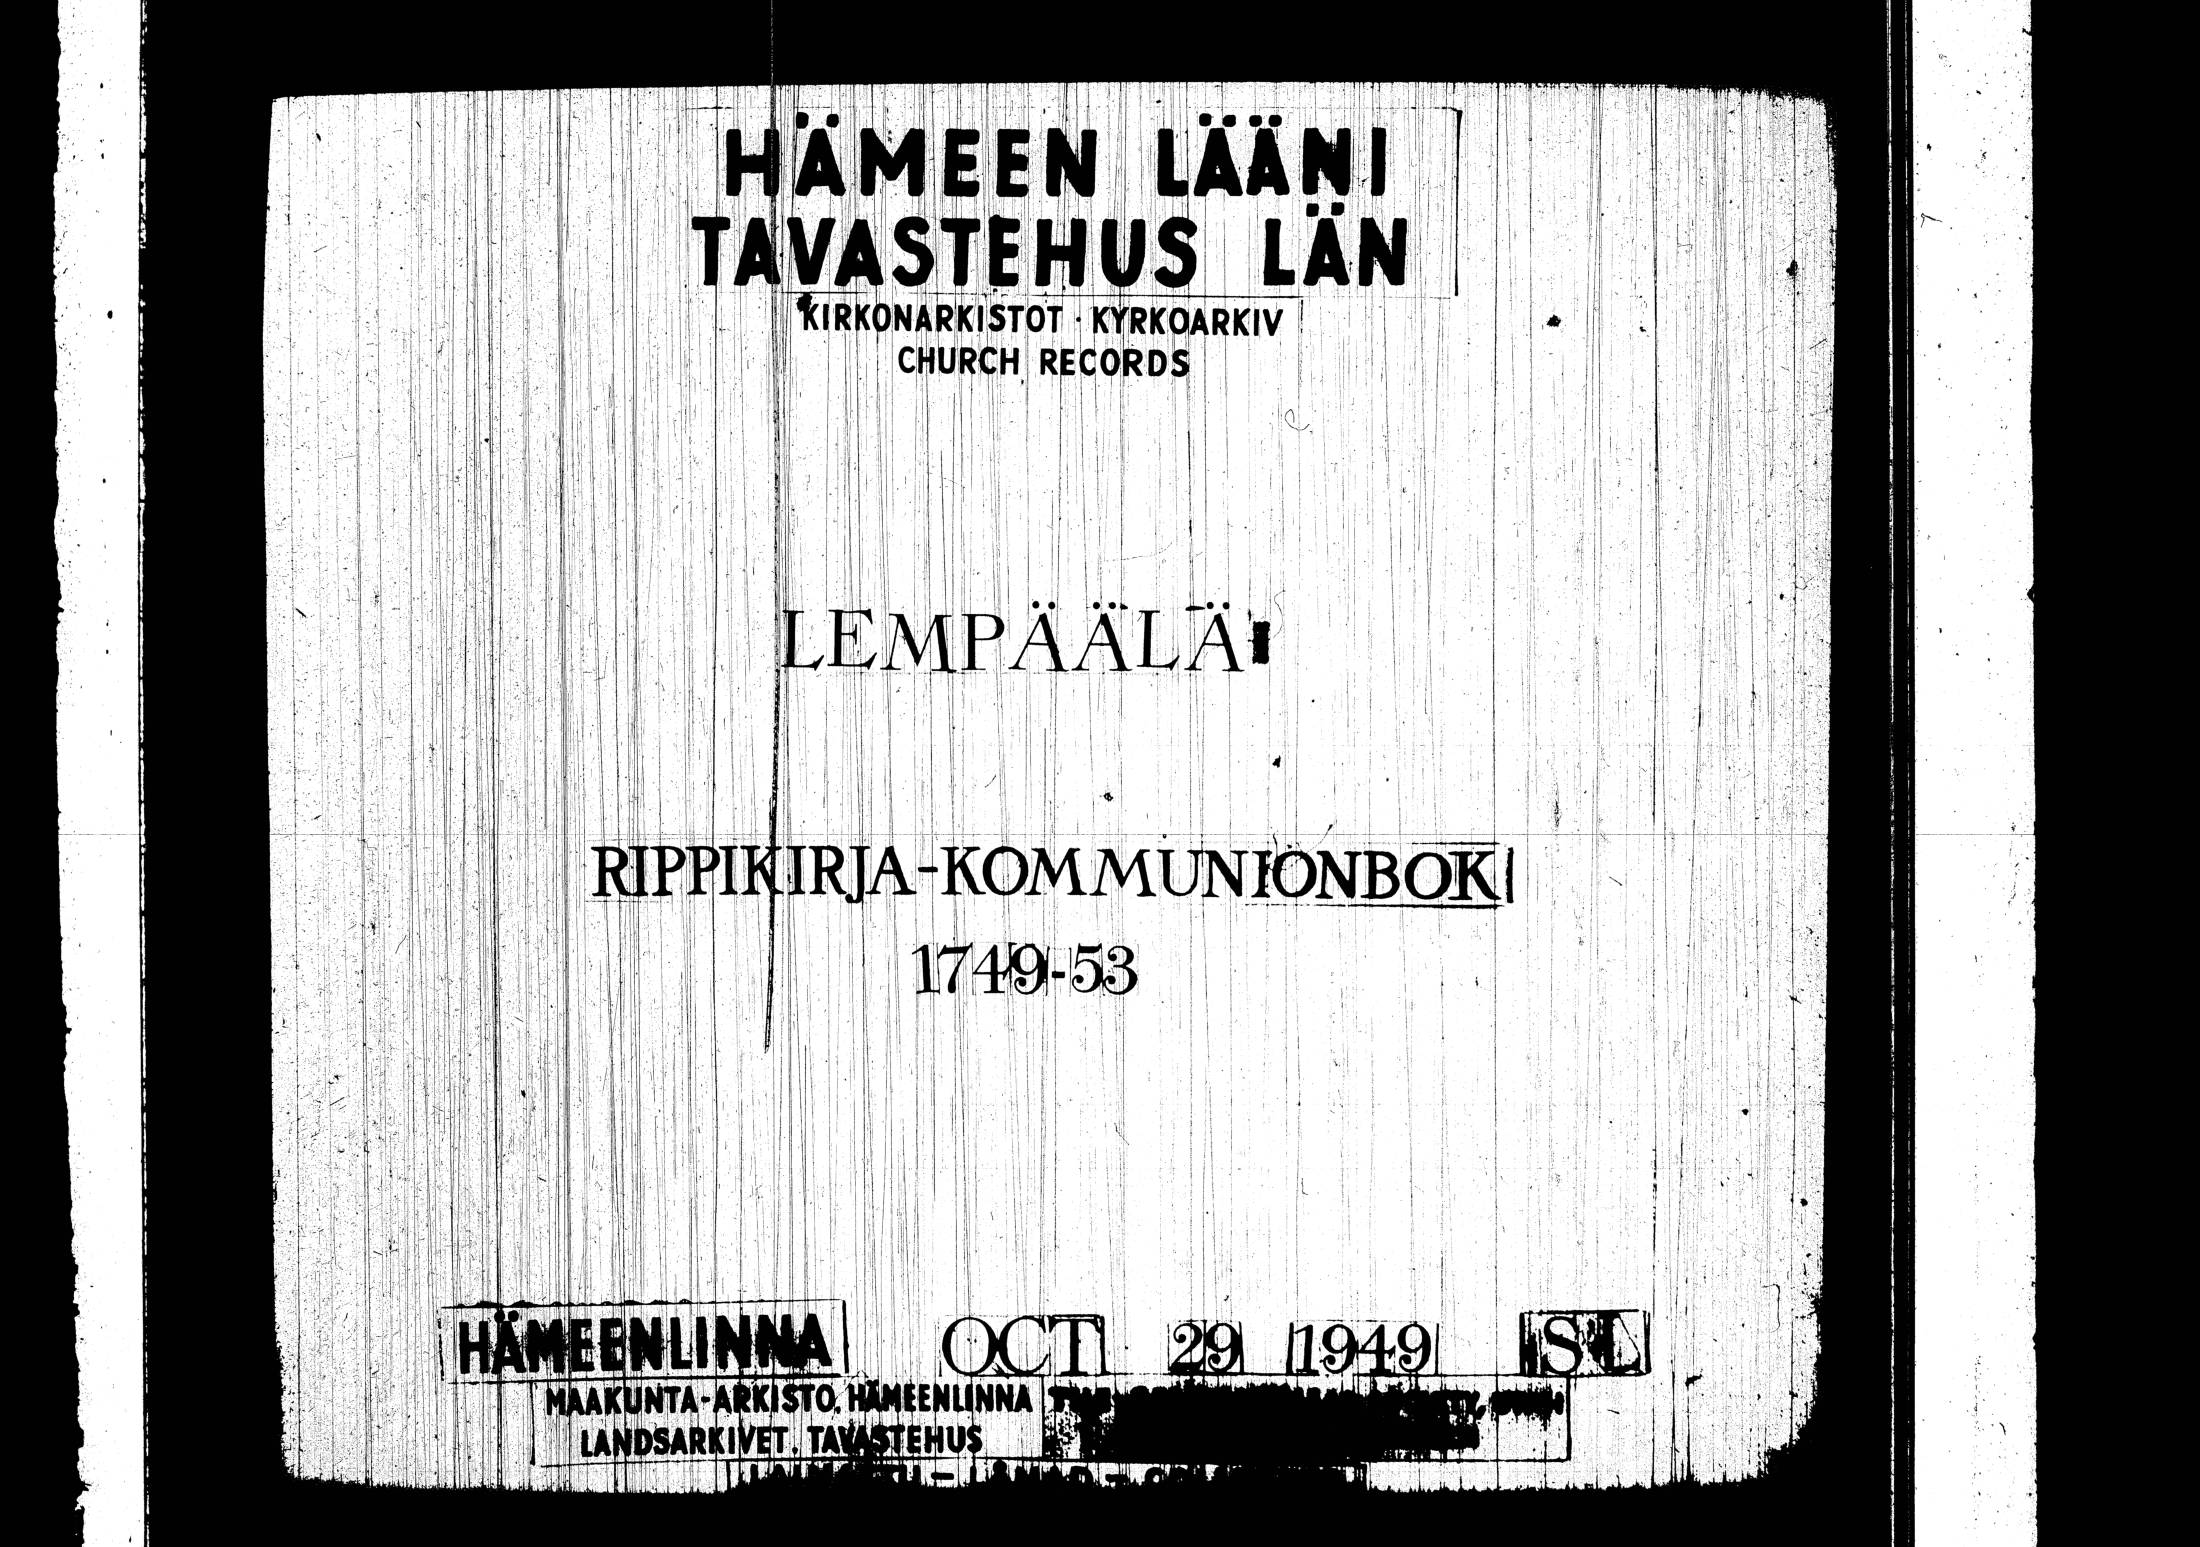 HÄMEEN LÄÄNI
TAVASTEHUS LÄN
KIRKONARKISTOT · KYRKOARKIV
CHURCH RECORDS
LEMPÄÄLÄ
RIPPIKIRJA-KOMMUNIONBOK
1749-53
HÄMEENLINNA OCT 29 1949 SL
MAAKUNTA-ARKISTO, HÄMEENLINNA
LANDSARKIVET, TAVASTEHUS